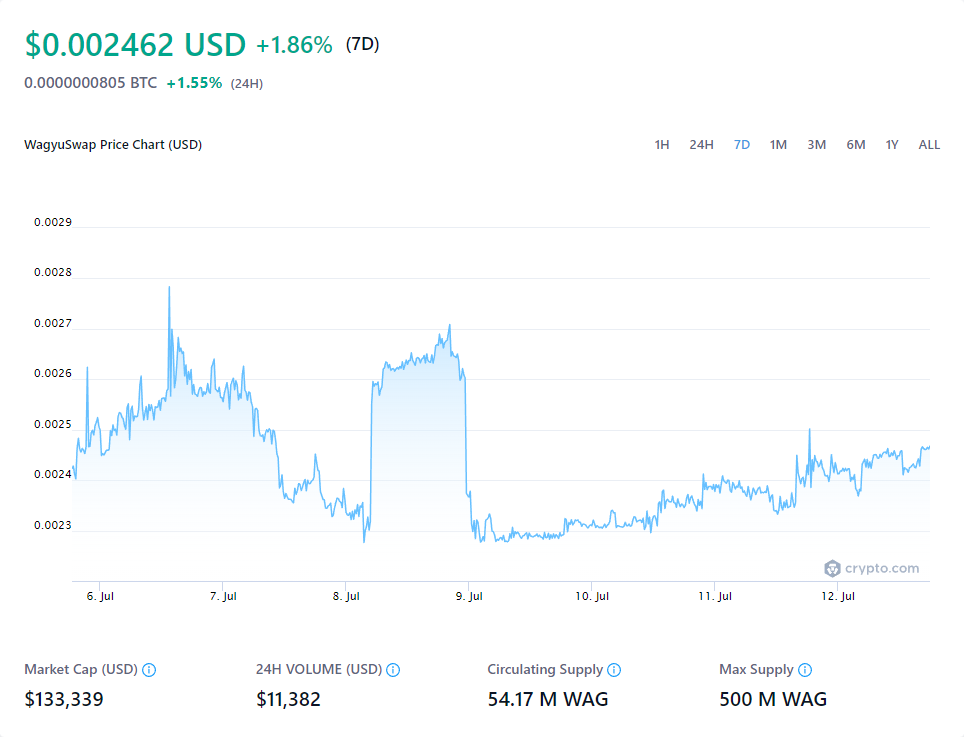 $0.002462 USD +1.86% (7D)
0.0000000805 BTC +1.55% (24H)
WagyuSwap Price Chart (USD) 1H 24H 7D 1M 3M 6M 1Y ALL
0.0029
0.0028
0.0027
0.0026
0.0025
0.0024
0.0023
crypto.com
6. Jul 7. Jul 8. Jul 9. Jul 10. Jul 11. Jul 12. Jul
Market Cap (USD) 24H VOLUME (USD) Circulating Supply Max Supply
$133,339 $11,382 54.17 M WAG 500 M WAG